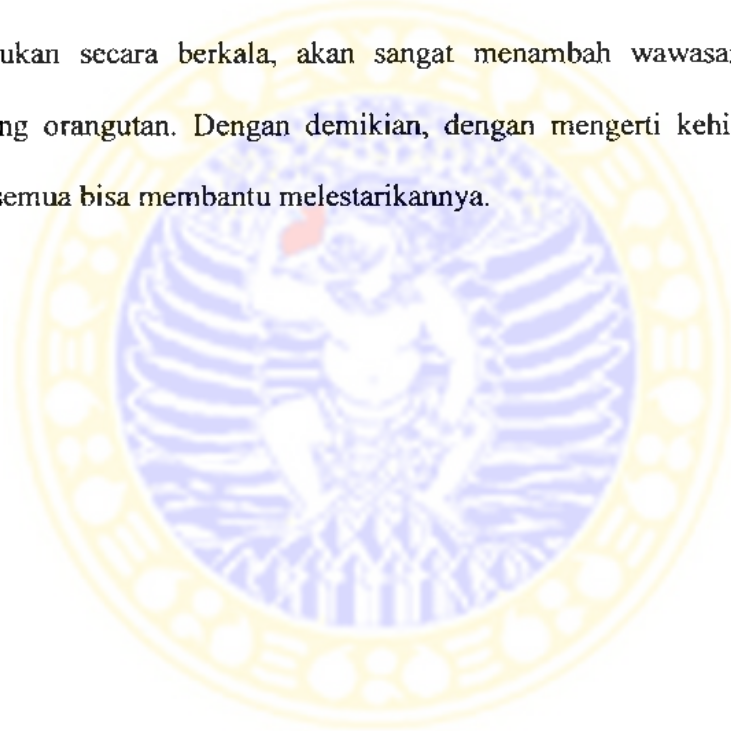 ukan secara berkala, akan sangat menambah wawasa
ng orangutan. Dengan demikian, dengan mengerti kehi
semua bisa membantu melestarikannya.